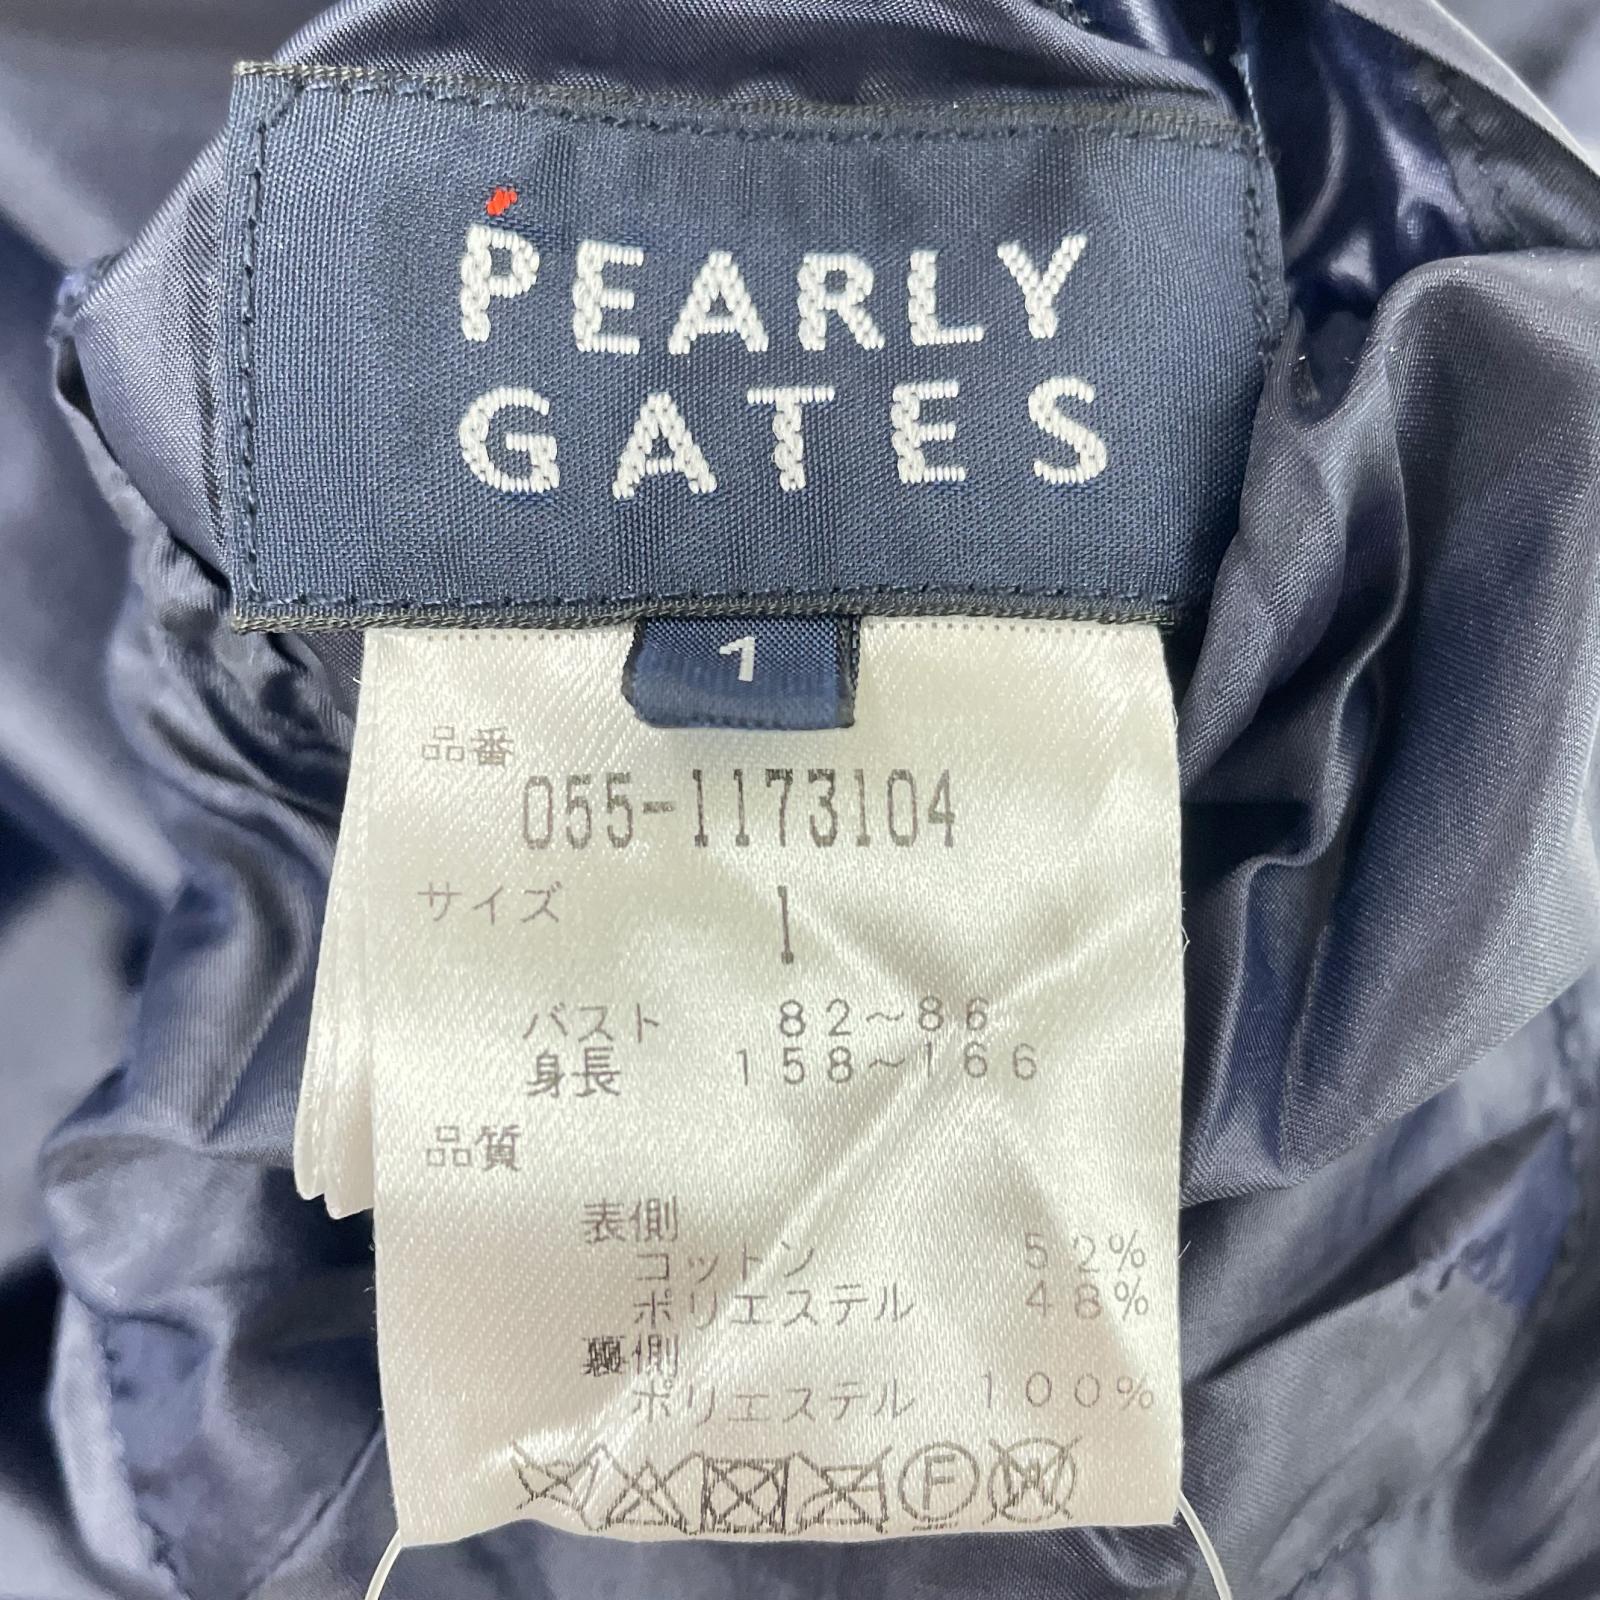 PEARLY
GATES
1
品番
055-1173104
サイズ 1
バスト 82~86
身長 158~166
品質
表側
コットン 52%
ポリエステル 48%
裏側
ポリエステル 100%
F W